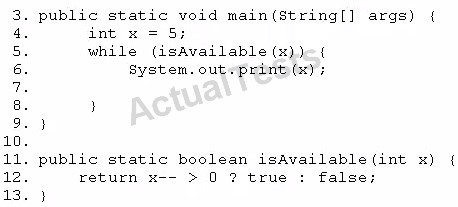 3. public static void main(String[] args) {
4.     int x = 5;
5.     while (isAvailable(x)) {
6.         System.out.print(x);
7.
8.     }
9. }
10.
11. public static boolean isAvailable(int x) {
12.     return x-- > 0 ? true : false;
13. }
ActualTests